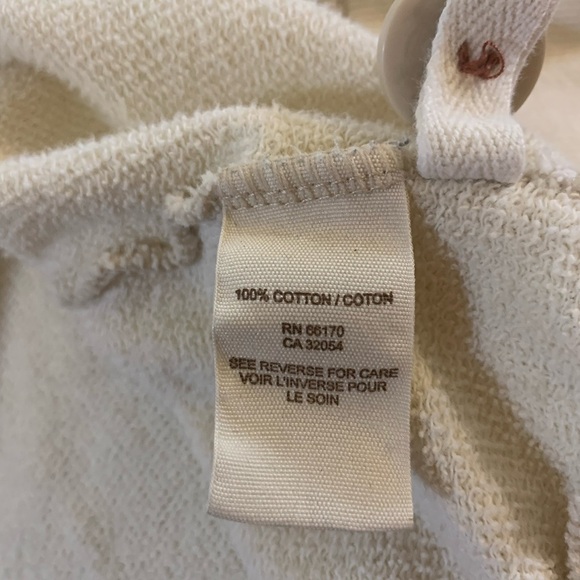 100% COTTON / COTON
RN 66170
CA 32054
SEE REVERSE FOR CARE
VOIR L'INVERSE POUR
LE SOIN